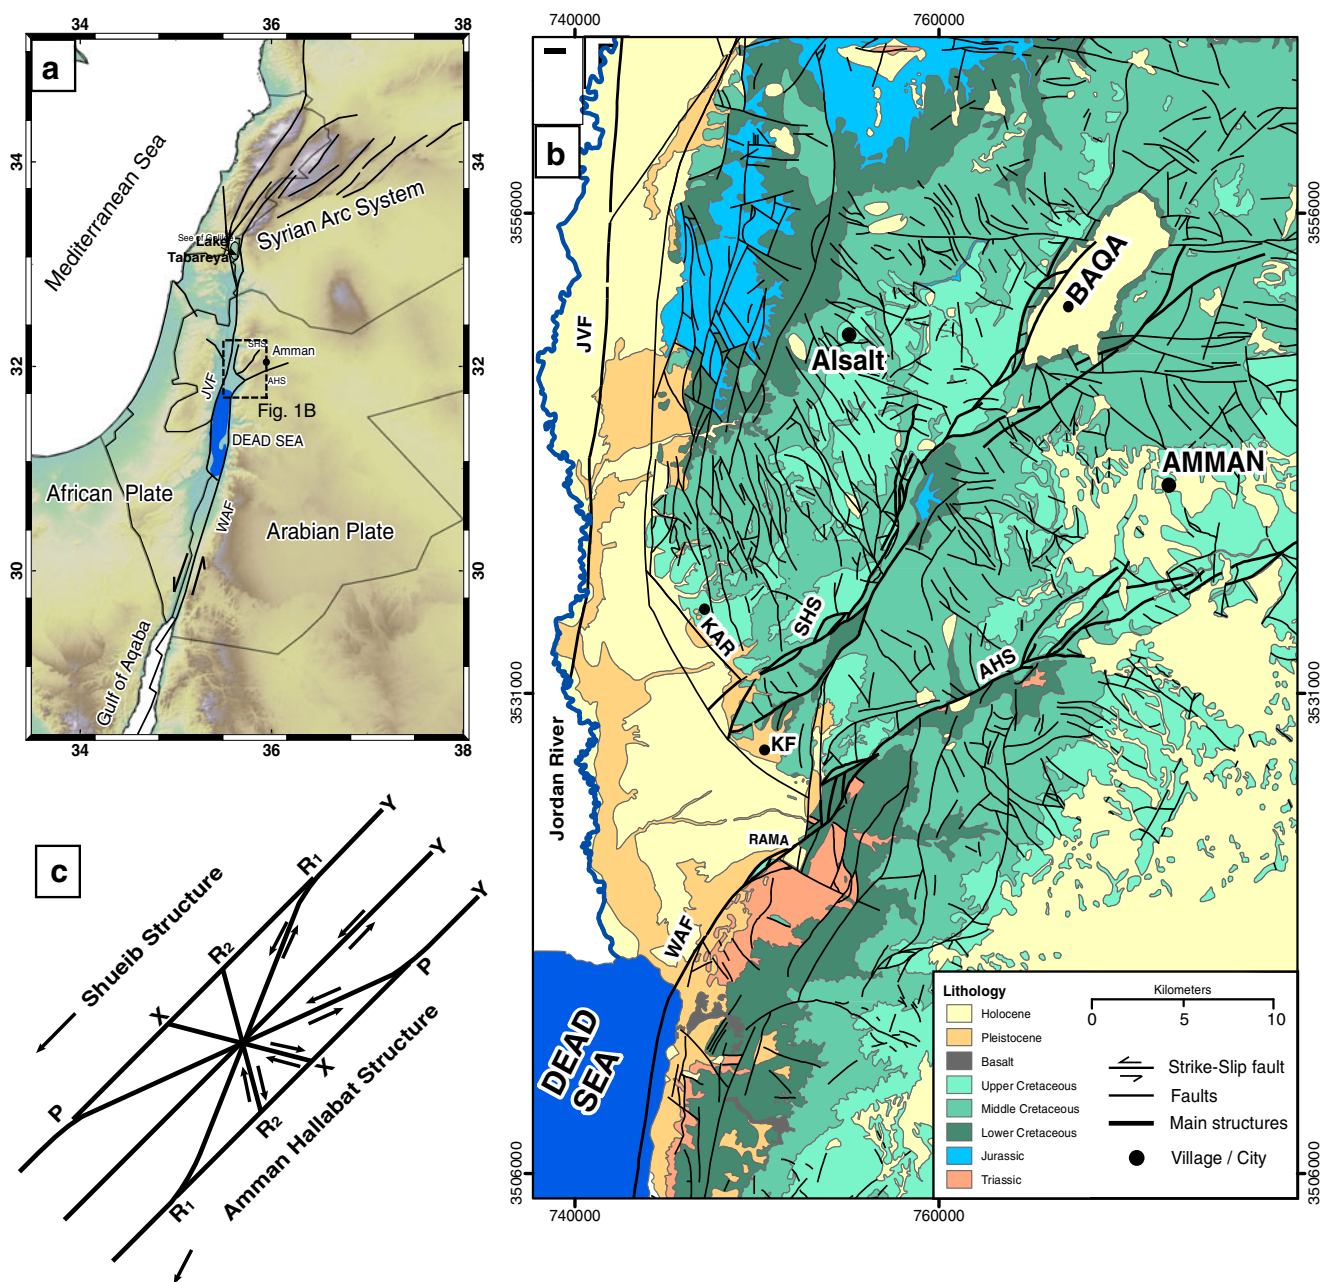 34
36
38
a
34
32
30
34
32
30
34
36
38
Mediterranean Sea
Syrian Arc System
Lake
Tabareya
SHS
Amman
AHS
JVF
Fig. 1B
DEAD SEA
African Plate
WAF
Arabian Plate
Gulf of Aqaba
740000
760000
b
3556000
3531000
3506000
3556000
3531000
3506000
740000
760000
JVF
BAQA
Alsalt
AMMAN
KAR
SHS
AHS
KF
Jordan River
RAMA
WAF
DEAD
SEA
Lithology
Holocene
Pleistocene
Basalt
Upper Cretaceous
Middle Cretaceous
Lower Cretaceous
Jurassic
Triassic
Kilometers
0 5 10
Strike-Slip fault
Faults
Main structures
Village / City
c
Y
Y
Y
R1
R2
X
P
P
X
R2
R1
Shueib Structure
Amman Hallabat Structure